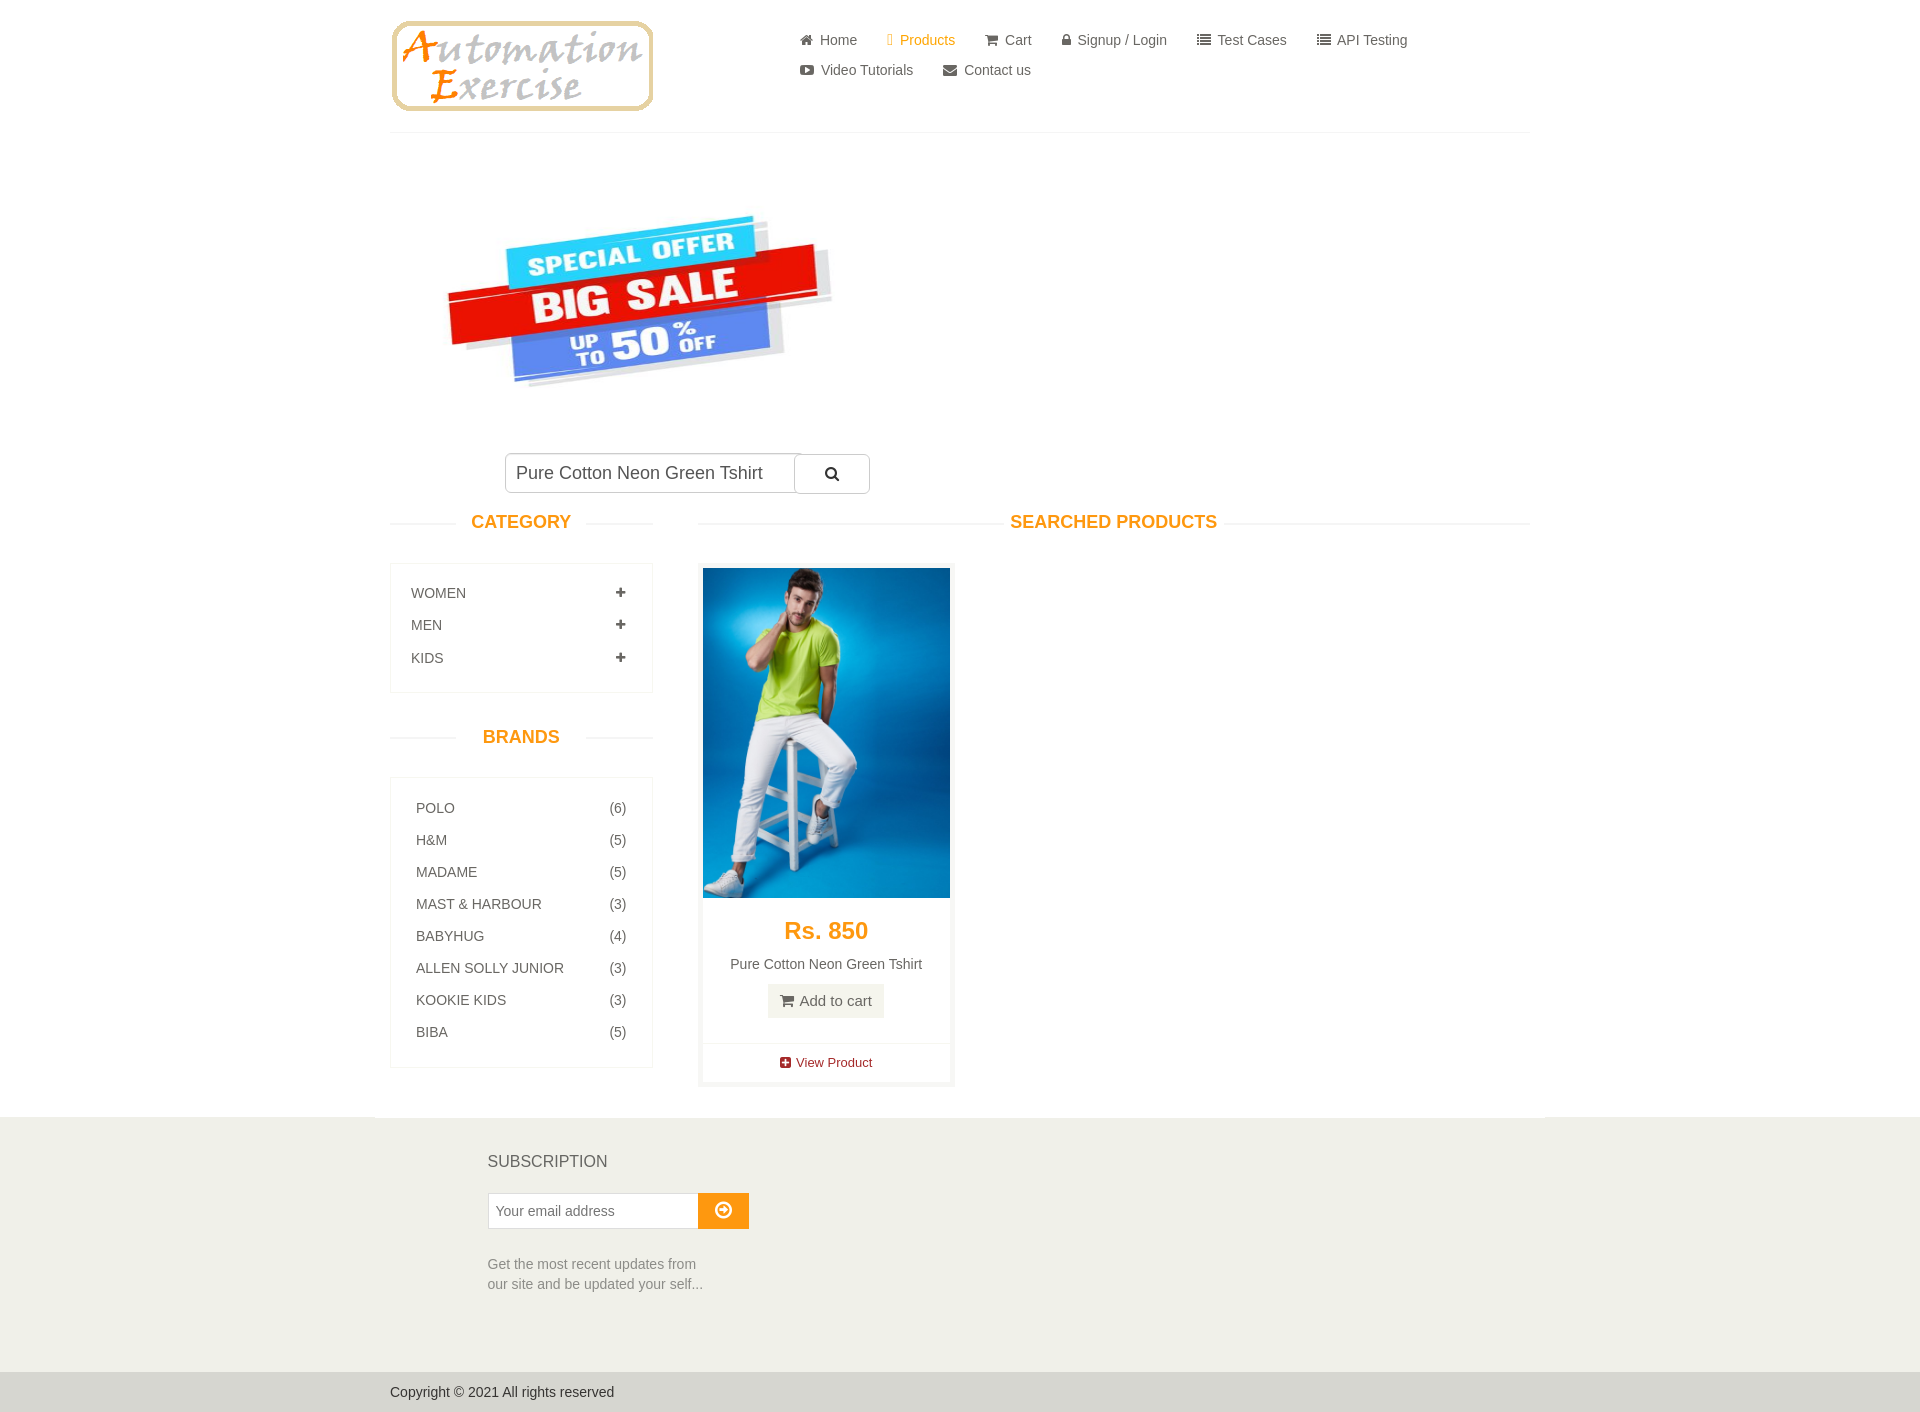 Automation
Exercise
Home
Products
Cart
Signup / Login
Test Cases
API Testing
Video Tutorials
Contact us
SPECIAL OFFER
BIG SALE
UP TO 50% OFF
Pure Cotton Neon Green Tshirt
CATEGORY
WOMEN
MEN
KIDS
BRANDS
POLO (6)
H&M (5)
MADAME (5)
MAST & HARBOUR (3)
BABYHUG (4)
ALLEN SOLLY JUNIOR (3)
KOOKIE KIDS (3)
BIBA (5)
SEARCHED PRODUCTS
Rs. 850
Pure Cotton Neon Green Tshirt
Add to cart
View Product
SUBSCRIPTION
Your email address
Get the most recent updates from
our site and be updated your self...
Copyright © 2021 All rights reserved